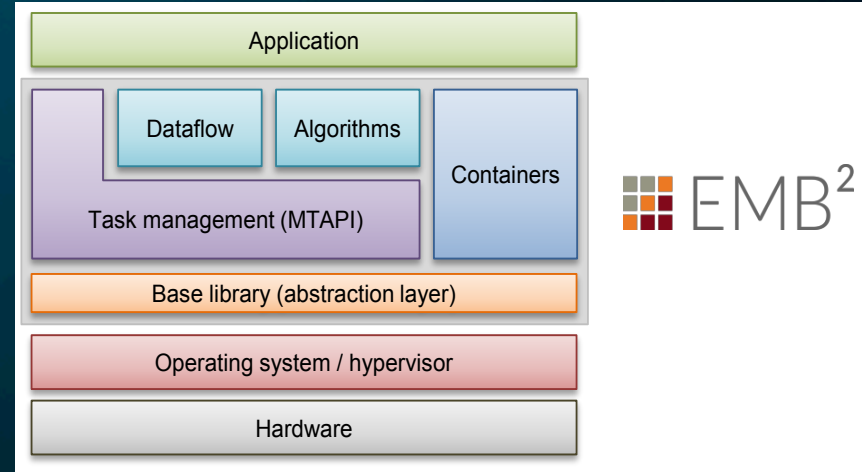 Application
Dataflow
Algorithms
Containers
Task management (MTAPI)
Base library (abstraction layer)
Operating system / hypervisor
Hardware
EMB²